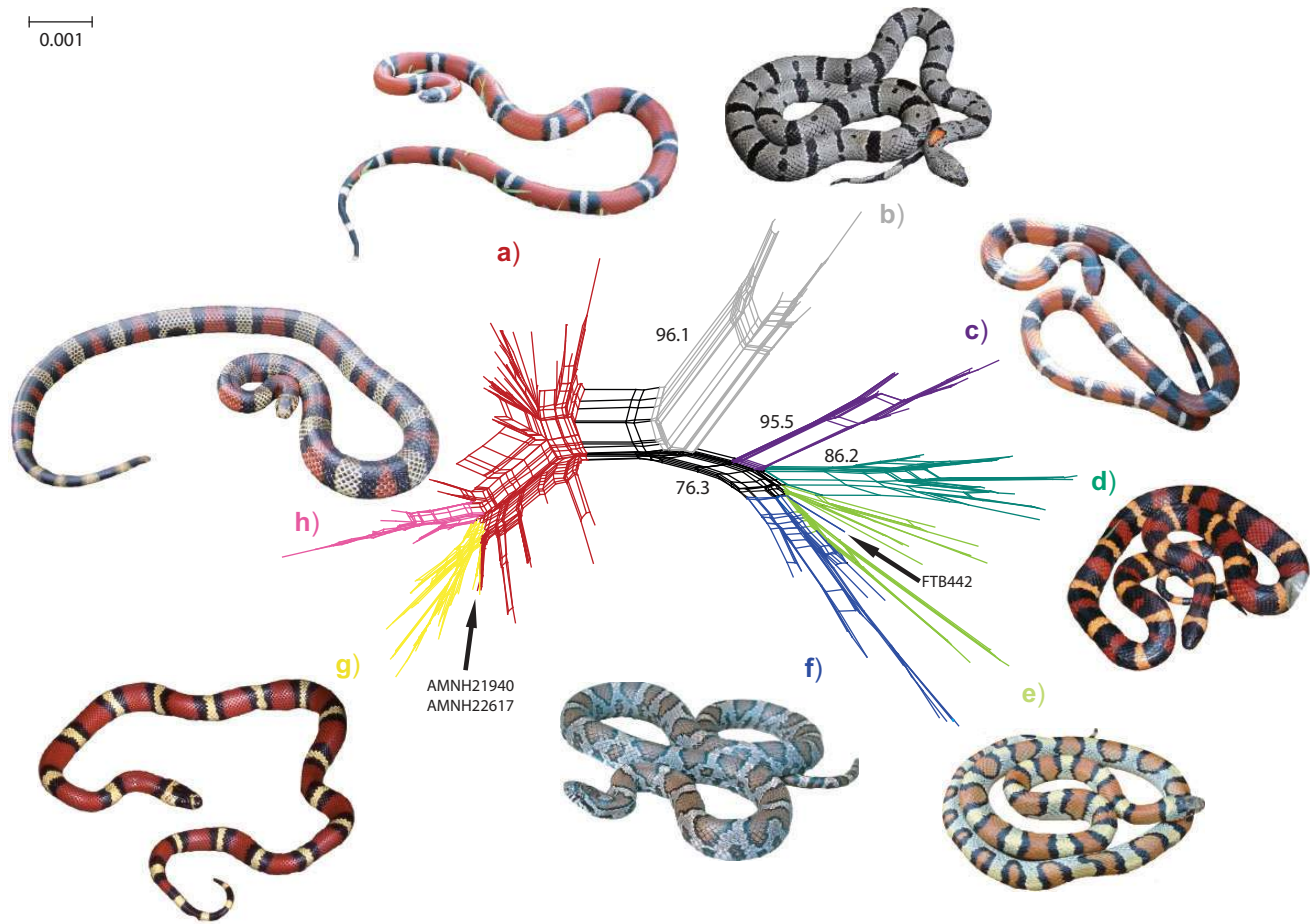 0.001
b)
a)
c)
96.1
95.5
86.2
d)
76.3
h)
FTB442
g)
f)
e)
AMNH21940
AMNH22617